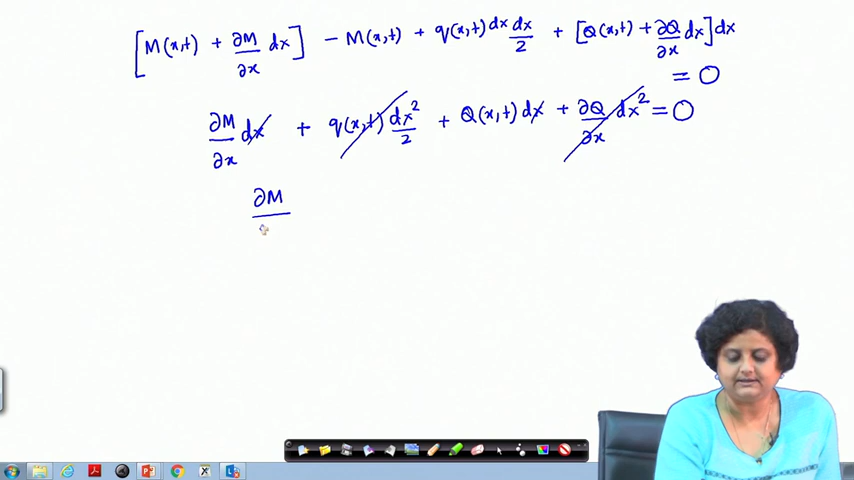 [M(x,t) + ∂M/∂x dx] − M(x,t) + q(x,t) dx dx/2 + [Q(x,t) + ∂Q/∂x dx] dx
= 0
∂M/∂x dx + q(x,t) dx²/2 + Q(x,t) dx + ∂Q/∂x dx² = 0
∂M